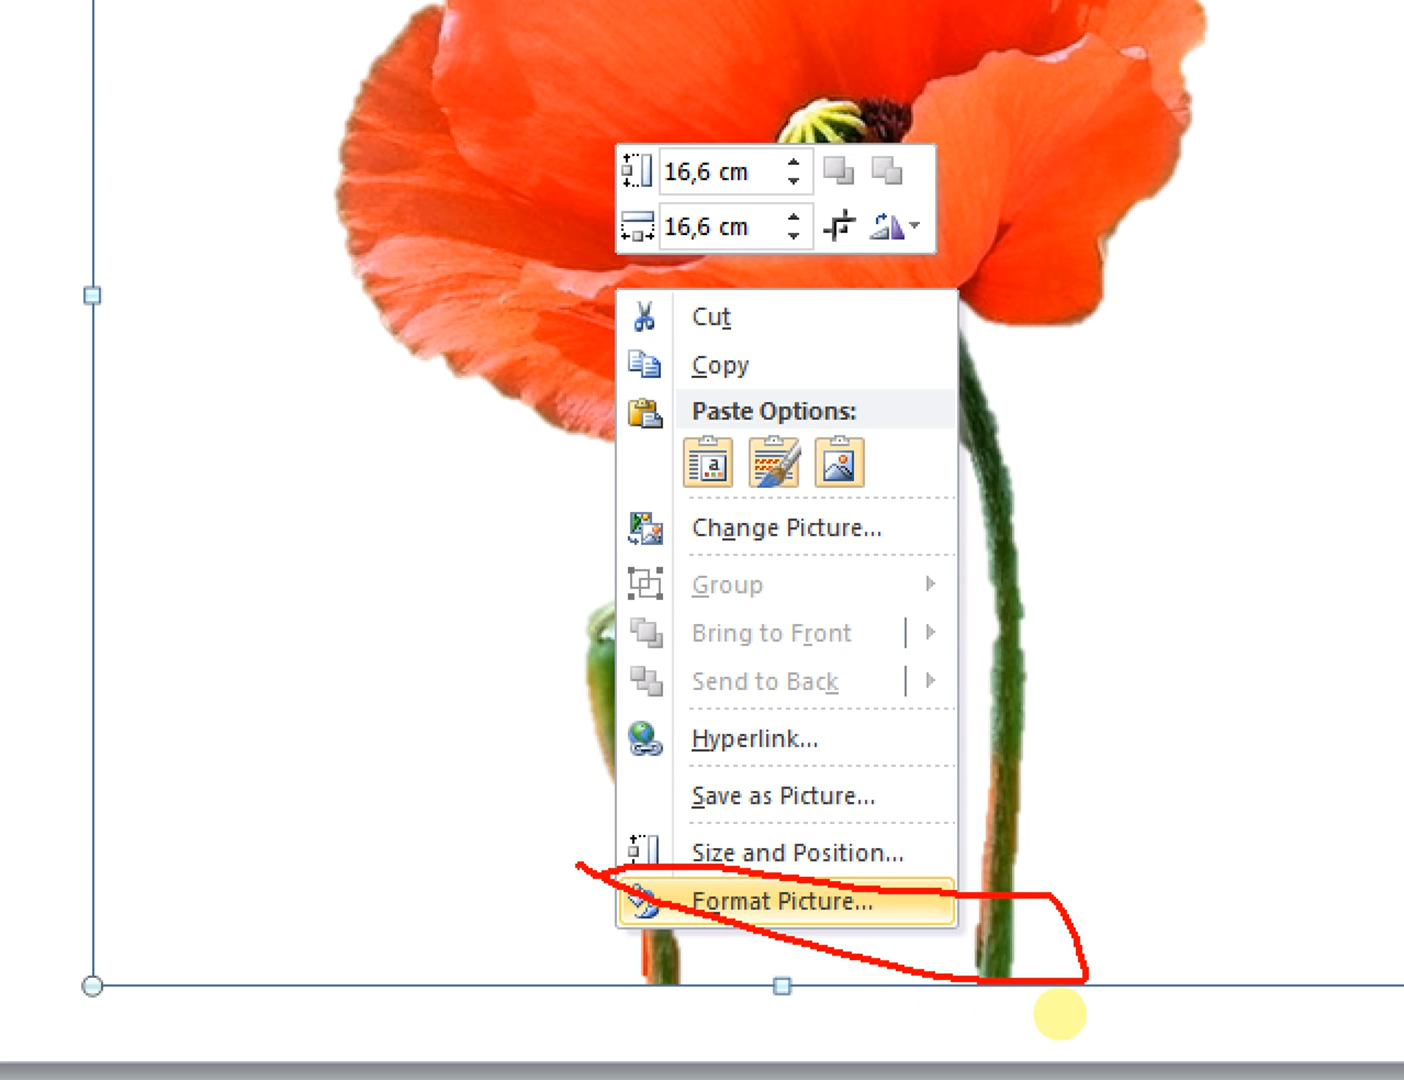 16,6 cm
16,6 cm
Cut
Copy
Paste Options:
a
Change Picture...
Group
Bring to Front
Send to Back
Hyperlink...
Save as Picture...
Size and Position...
Format Picture...